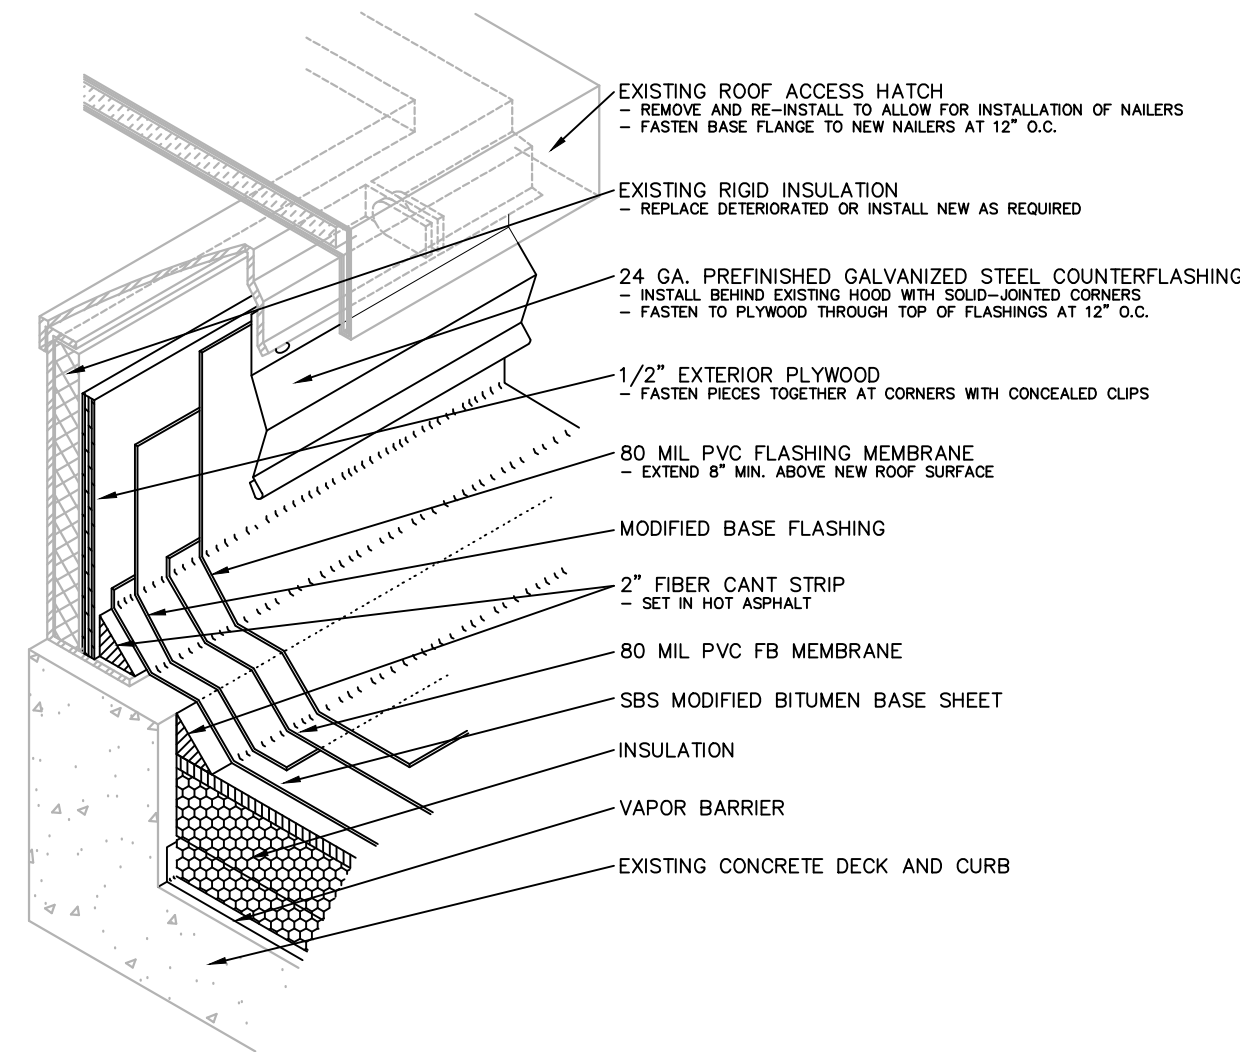 EXISTING ROOF ACCESS HATCH
– REMOVE AND RE–INSTALL TO ALLOW FOR INSTALLATION OF NAILERS
– FASTEN BASE FLANGE TO NEW NAILERS AT 12" O.C.
EXISTING RIGID INSULATION
– REPLACE DETERIORATED OR INSTALL NEW AS REQUIRED
24 GA. PREFINISHED GALVANIZED STEEL COUNTERFLASHING
– INSTALL BEHIND EXISTING HOOD WITH SOLID–JOINTED CORNERS
– FASTEN TO PLYWOOD THROUGH TOP OF FLASHINGS AT 12" O.C.
1/2" EXTERIOR PLYWOOD
– FASTEN PIECES TOGETHER AT CORNERS WITH CONCEALED CLIPS
80 MIL PVC FLASHING MEMBRANE
– EXTEND 8" MIN. ABOVE NEW ROOF SURFACE
MODIFIED BASE FLASHING
2" FIBER CANT STRIP
– SET IN HOT ASPHALT
80 MIL PVC FB MEMBRANE
SBS MODIFIED BITUMEN BASE SHEET
INSULATION
VAPOR BARRIER
EXISTING CONCRETE DECK AND CURB